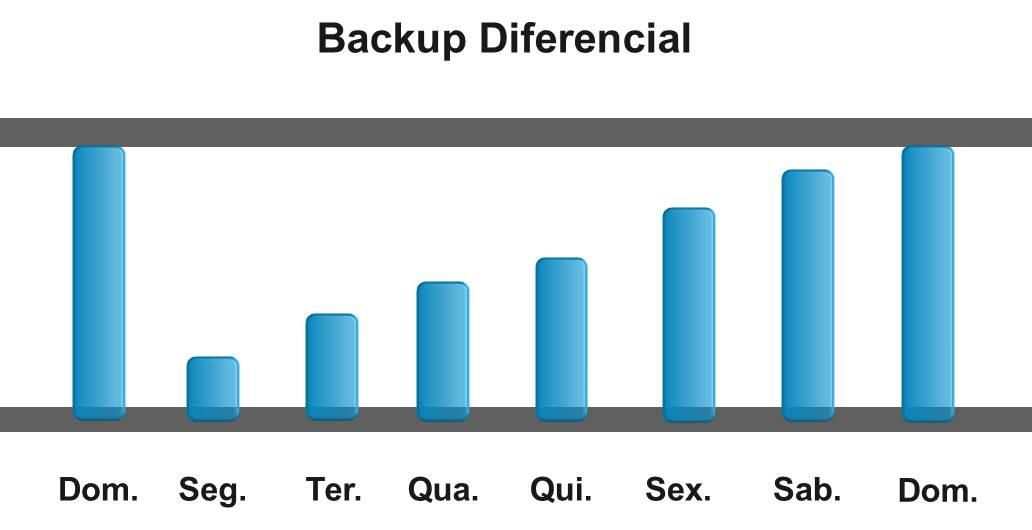 Backup Diferencial
Dom. Seg. Ter. Qua. Qui. Sex. Sab. Dom.